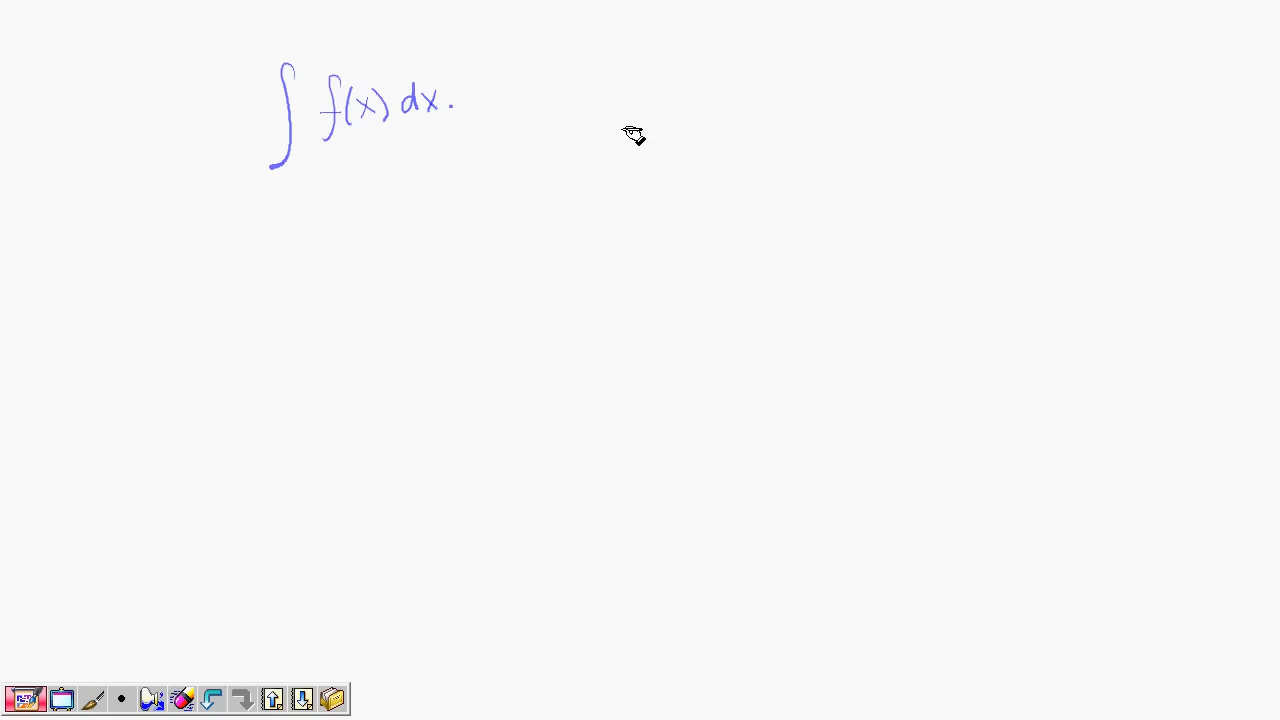 ∫ f(x) dx.